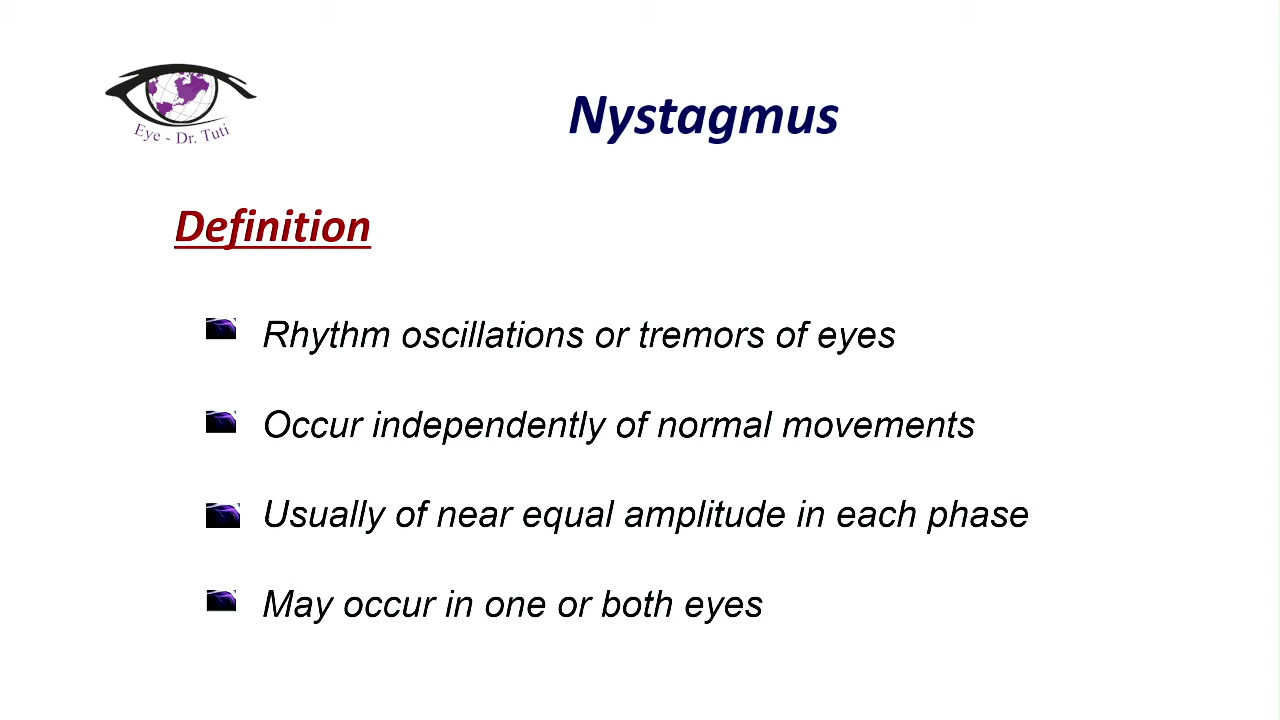 Eye - Dr. Tuti
Nystagmus
Definition
Rhythm oscillations or tremors of eyes
Occur independently of normal movements
Usually of near equal amplitude in each phase
May occur in one or both eyes